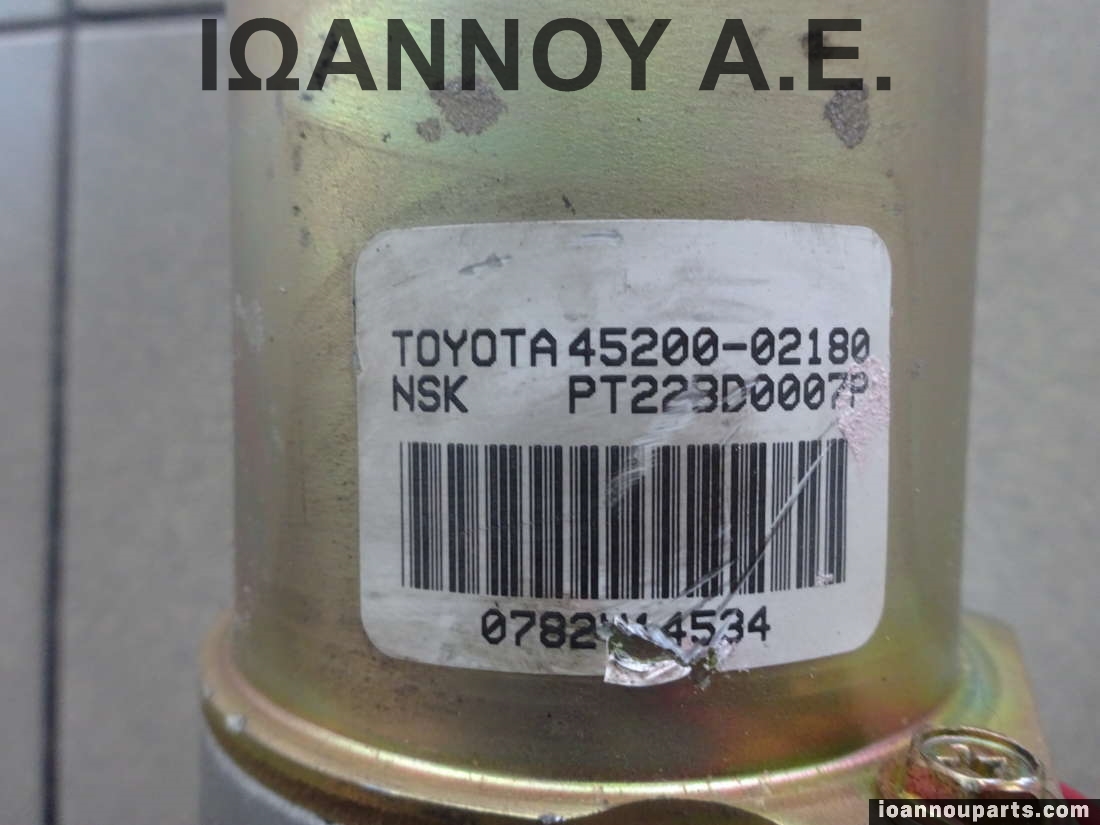 ΙΩΑΝΝΟΥ Α.Ε.
TOYOTA 45200-02180
NSK PT223D0007P
ioannouparts.com